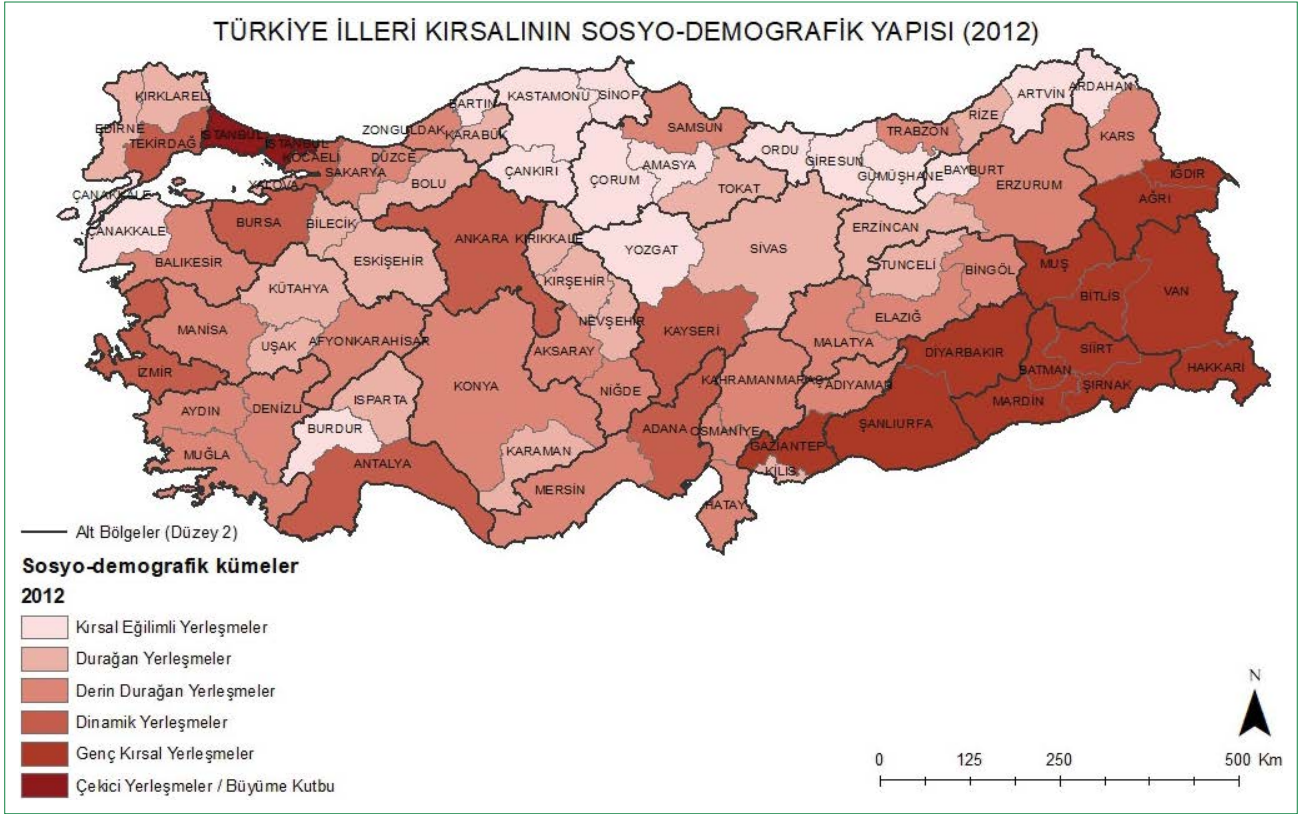 TÜRKİYE İLLERİ KIRSALININ SOSYO-DEMOGRAFİK YAPISI (2012)
KIRKLARELİ
EDİRNE
TEKİRDAĞ
İSTANBUL
İSTANBUL
KOCAELİ
YALOVA
SAKARYA
DÜZCE
ZONGULDAK
BARTIN
KARABÜK
KASTAMONU
SİNOP
SAMSUN
ORDU
GİRESUN
TRABZON
RİZE
ARTVİN
ARDAHAN
KARS
ÇANAKKALE
ÇANAKKALE
BURSA
BİLECİK
BOLU
ÇANKIRI
ÇORUM
AMASYA
TOKAT
GÜMÜŞHANE
BAYBURT
ERZURUM
IĞDIR
AĞRI
BALIKESİR
ESKİŞEHİR
ANKARA
KIRIKKALE
YOZGAT
SİVAS
ERZİNCAN
TUNCELİ
BİNGÖL
MUŞ
BİTLİS
VAN
KÜTAHYA
KIRŞEHİR
NEVŞEHİR
KAYSERİ
MALATYA
ELAZIĞ
MANİSA
UŞAK
AFYONKARAHİSAR
AKSARAY
DİYARBAKIR
BATMAN
SİİRT
HAKKARİ
İZMİR
KONYA
NİĞDE
KAHRAMANMARAŞ
ADIYAMAN
MARDİN
ŞIRNAK
AYDIN
DENİZLİ
ISPARTA
BURDUR
ADANA
OSMANİYE
GAZİANTEP
ŞANLIURFA
MUĞLA
ANTALYA
KARAMAN
MERSİN
KİLİS
HATAY
Alt Bölgeler (Düzey 2)
Sosyo-demografik kümeler
2012
Kırsal Eğilimli Yerleşmeler
Durağan Yerleşmeler
Derin Durağan Yerleşmeler
Dinamik Yerleşmeler
Genç Kırsal Yerleşmeler
Çekici Yerleşmeler / Büyüme Kutbu
N
0 125 250 500 Km